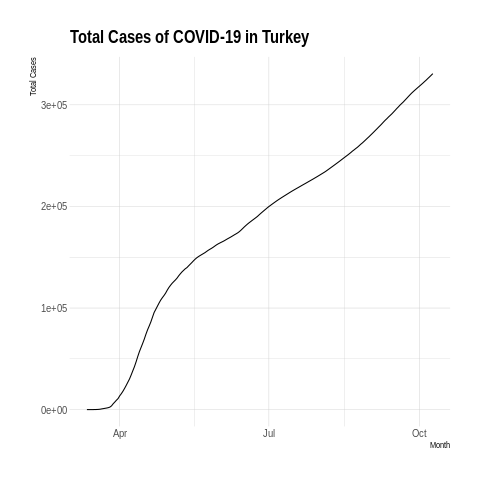 Total Cases of COVID-19 in Turkey
Total Cases
3e+05
2e+05
1e+05
0e+00
Apr
Jul
Oct
Month